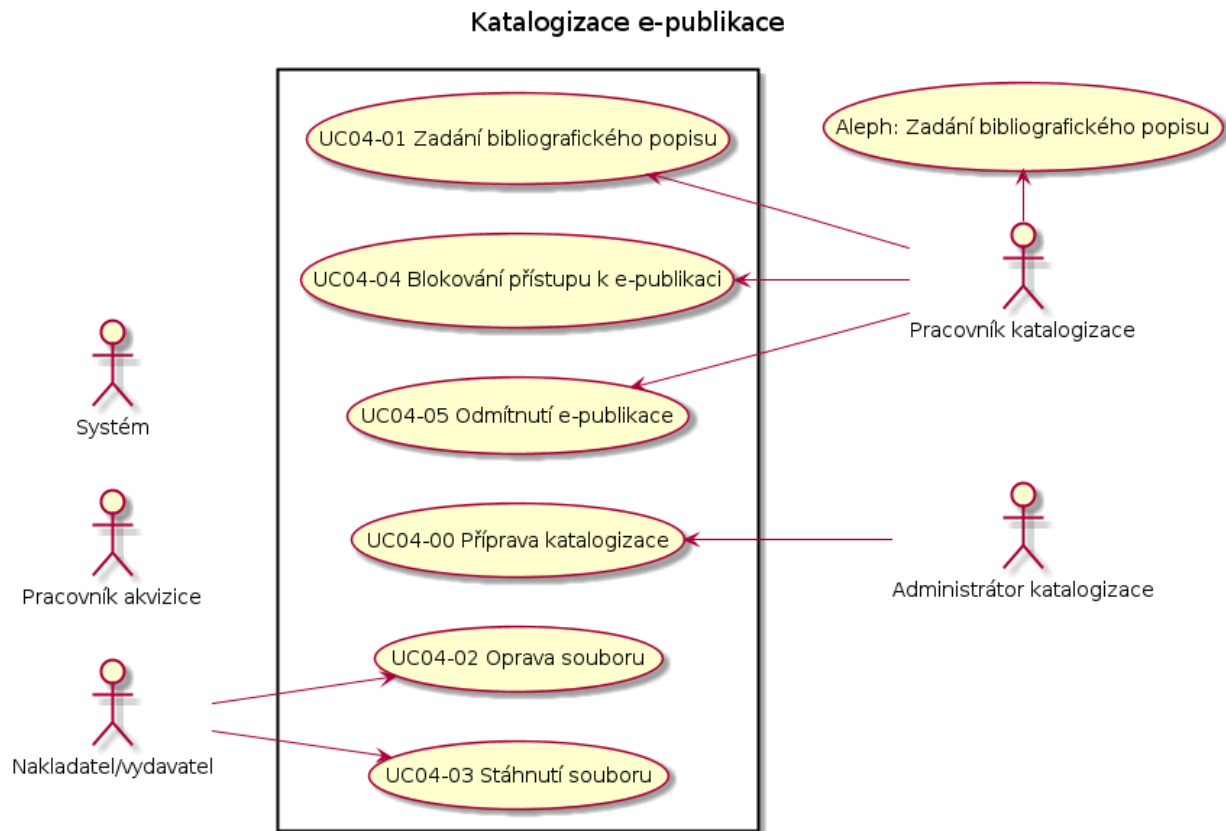 Katalogizace e-publikace
UC04-01 Zadání bibliografického popisu
Aleph: Zadání bibliografického popisu
UC04-04 Blokování přístupu k e-publikaci
Pracovník katalogizace
UC04-05 Odmítnutí e-publikace
Systém
UC04-00 Příprava katalogizace
Pracovník akvizice
Administrátor katalogizace
UC04-02 Oprava souboru
Nakladatel/vydavatel
UC04-03 Stáhnutí souboru